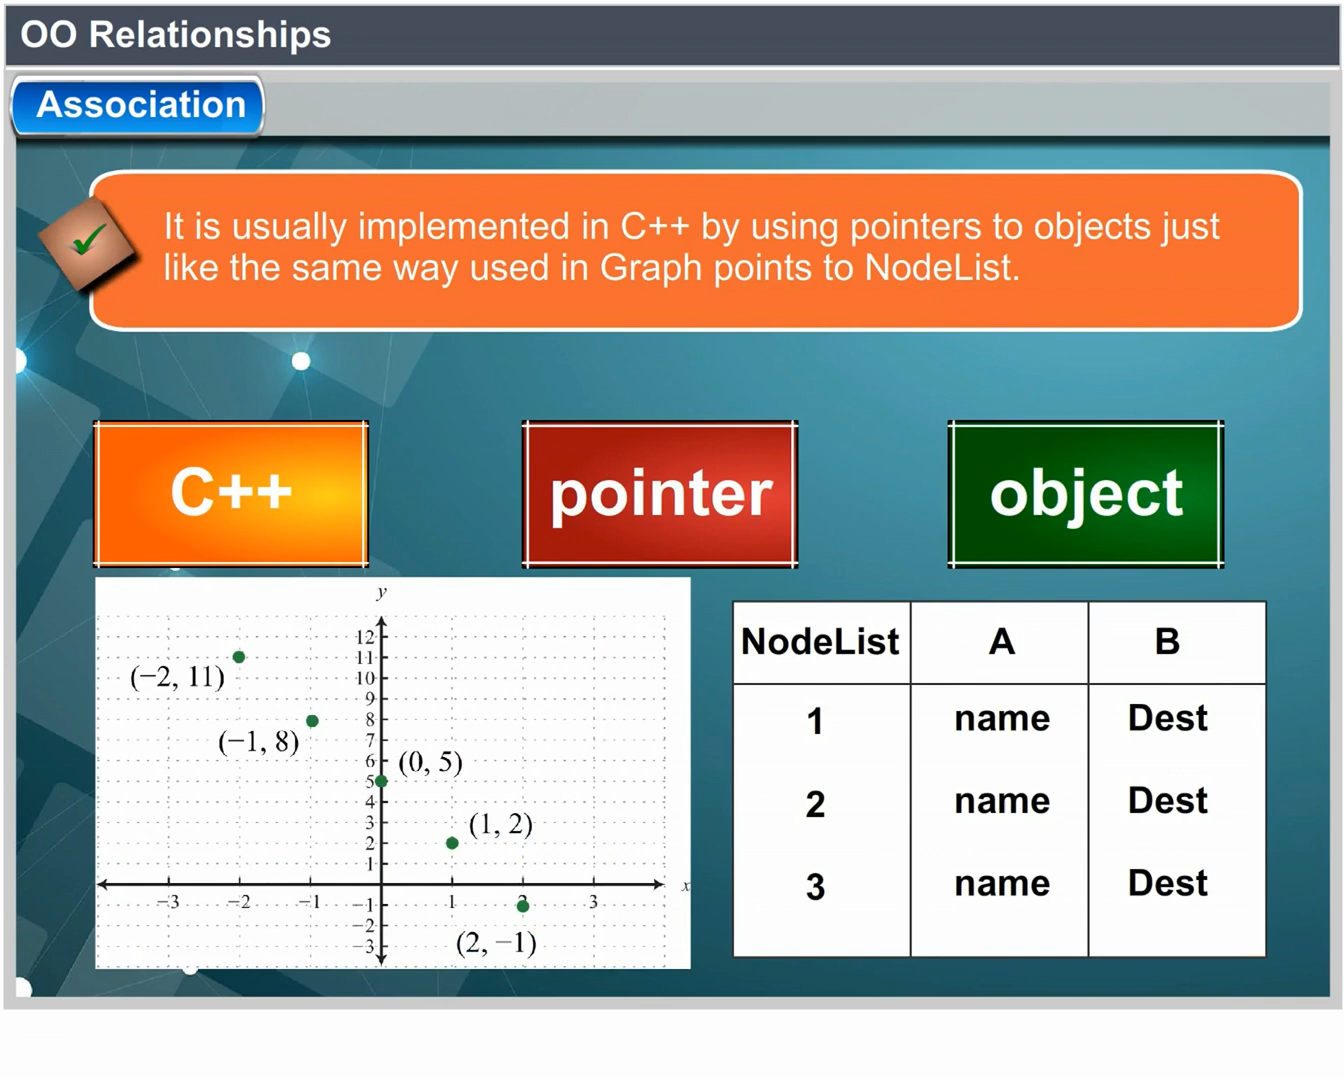 OO Relationships
Association
It is usually implemented in C++ by using pointers to objects just
like the same way used in Graph points to NodeList.
C++ pointer object
y
12
11
10
9
8
7
6
5
4
3
2
1
(−2, 11)
(−1, 8)
(0, 5)
(1, 2)
x
−3 −2 −1 1 2 3
−1
−2
−3
(2, −1)
NodeList A B
1 name Dest
2 name Dest
3 name Dest